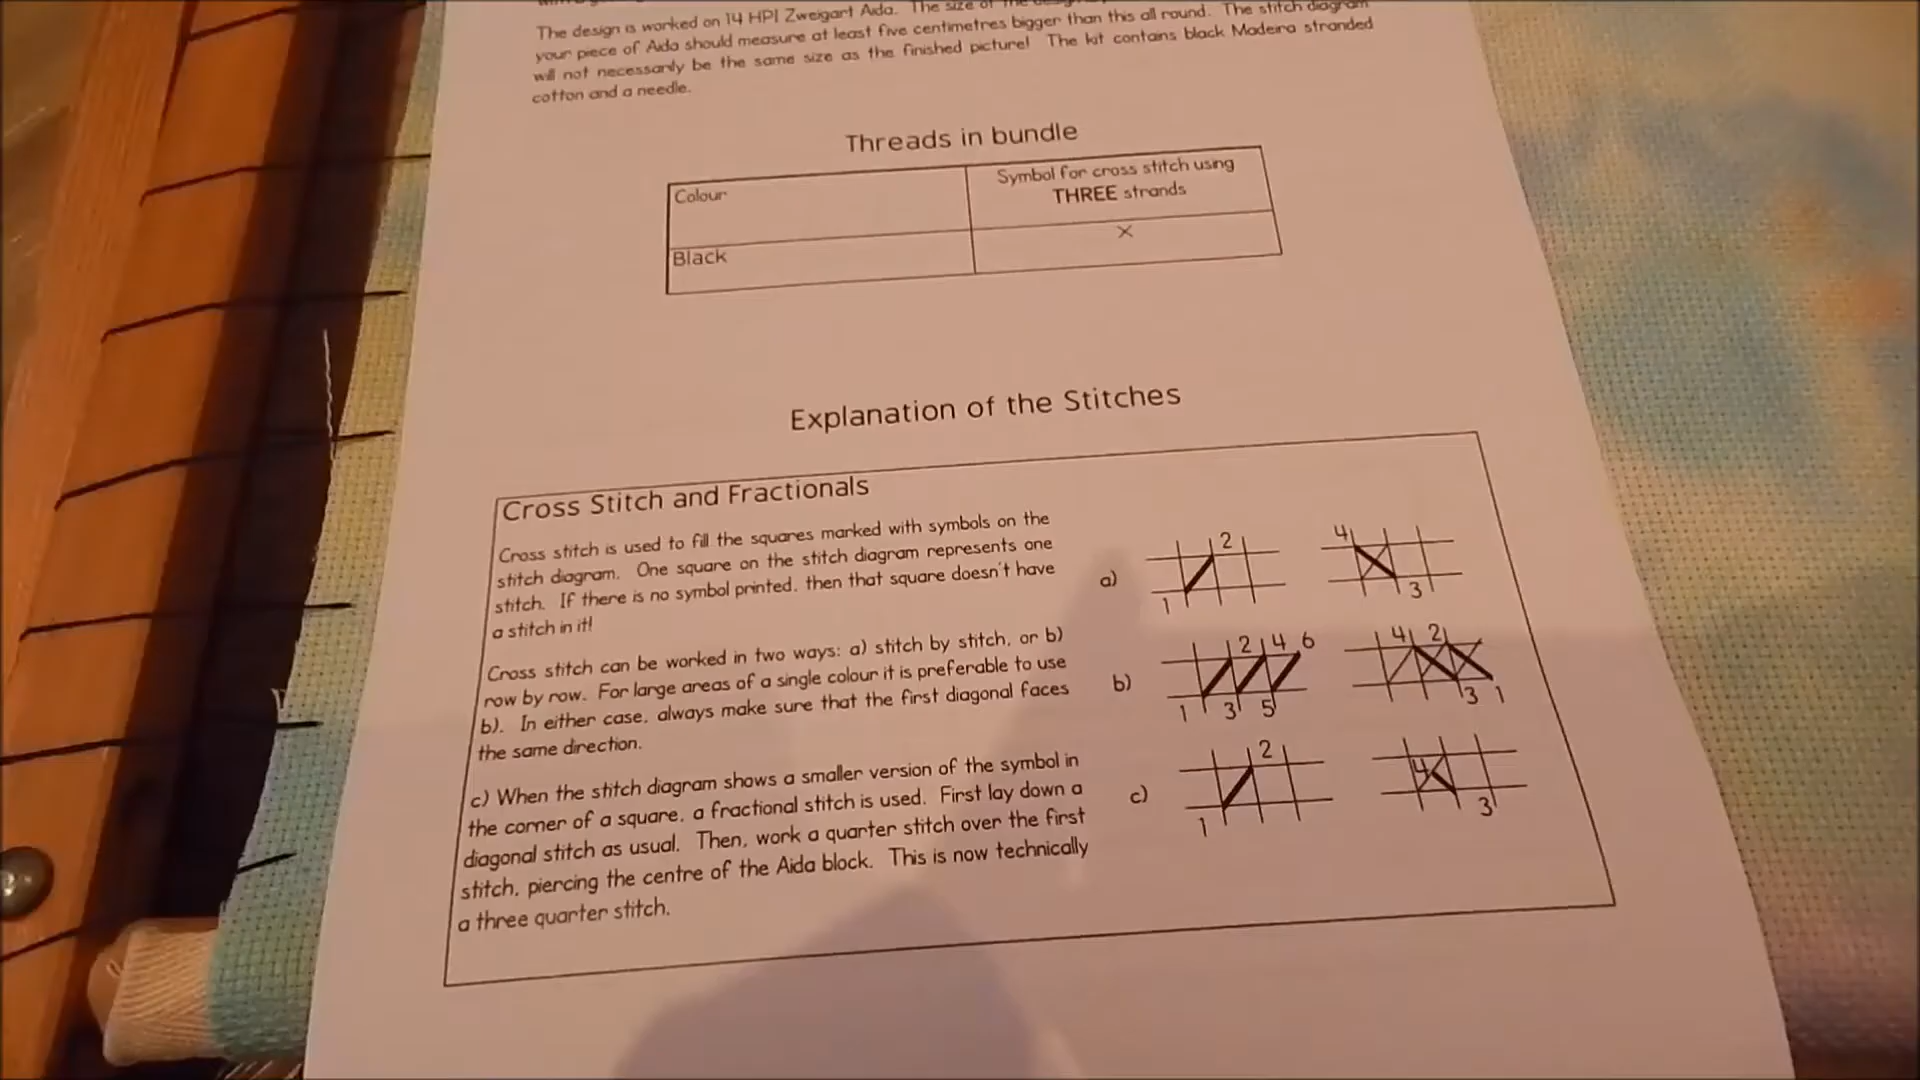 The design is worked on 14 HPI Zweigart Aida. The size of the
your piece of Aida should measure at least five centimetres bigger than this all round. The stitch diagram
will not necessarily be the same size as the finished picture! The kit contains black Madeira stranded
cotton and a needle.
Threads in bundle
Colour
Symbol for cross stitch using
THREE strands
Black
X
Explanation of the Stitches
Cross Stitch and Fractionals
Cross stitch is used to fill the squares marked with symbols on the
stitch diagram. One square on the stitch diagram represents one
stitch. If there is no symbol printed, then that square doesn't have
a stitch in it!
Cross stitch can be worked in two ways: a) stitch by stitch, or b)
row by row. For large areas of a single colour it is preferable to use
b). In either case, always make sure that the first diagonal faces
the same direction.
c) When the stitch diagram shows a smaller version of the symbol in
the corner of a square, a fractional stitch is used. First lay down a
diagonal stitch as usual. Then, work a quarter stitch over the first
stitch, piercing the centre of the Aida block. This is now technically
a three quarter stitch.
a) 1 2 4 3
b) 1 2 3 4 5 6 4 2 3 1
c) 1 2 4 3